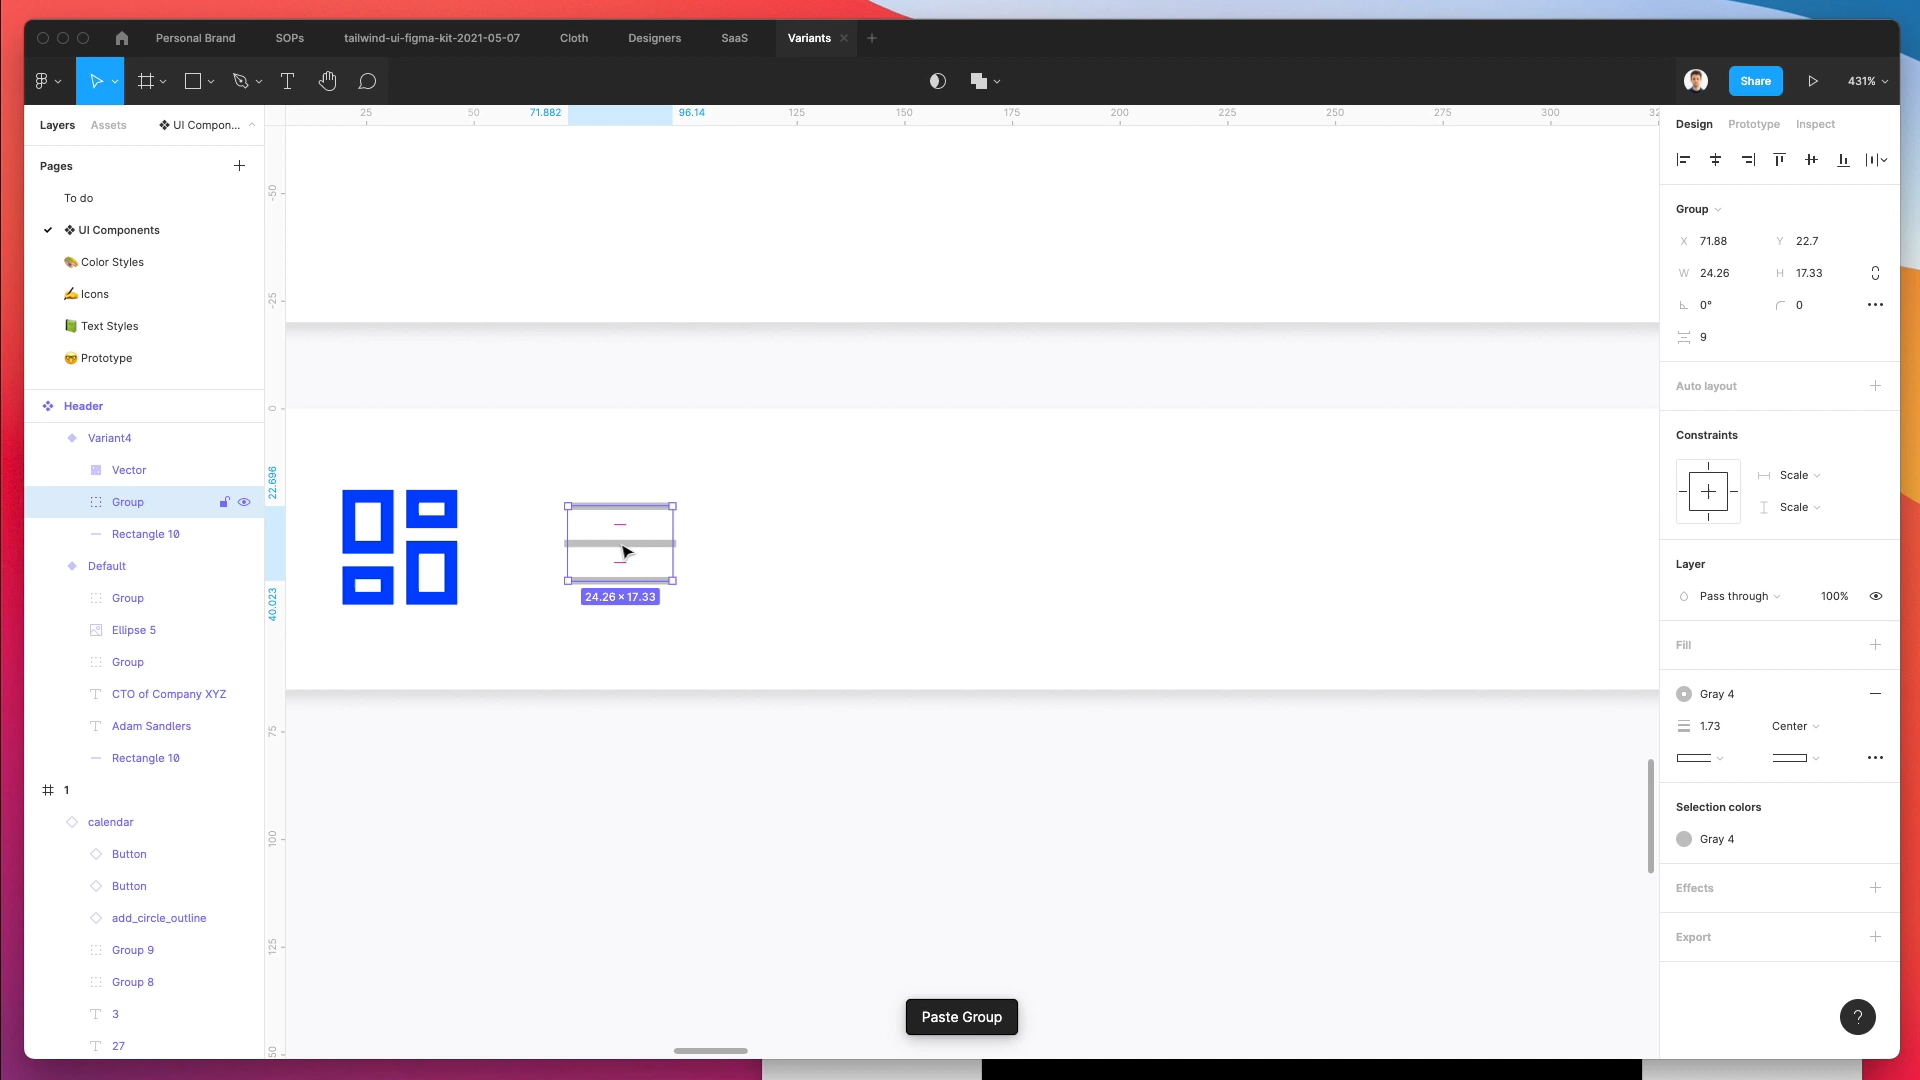 Personal Brand
SOPs
tailwind-ui-figma-kit-2021-05-07
Cloth
Designers
SaaS
Variants
Share
431%
Layers
Assets
UI Compon...
Pages
To do
UI Components
Color Styles
Icons
Text Styles
Prototype
Header
Variant4
Vector
Group
Rectangle 10
Default
Group
Ellipse 5
Group
CTO of Company XYZ
Adam Sandlers
Rectangle 10
1
calendar
Button
Button
add_circle_outline
Group 9
Group 8
3
27
25
50
71.882
96.14
125
150
175
200
225
250
275
300
-50
-25
0
22.696
40.023
75
100
125
24.26 × 17.33
Paste Group
Design
Prototype
Inspect
Group
X 71.88
Y 22.7
W 24.26
H 17.33
0°
0
9
Auto layout
Constraints
Scale
Scale
Layer
Pass through
100%
Fill
Gray 4
1.73
Center
Selection colors
Gray 4
Effects
Export
?